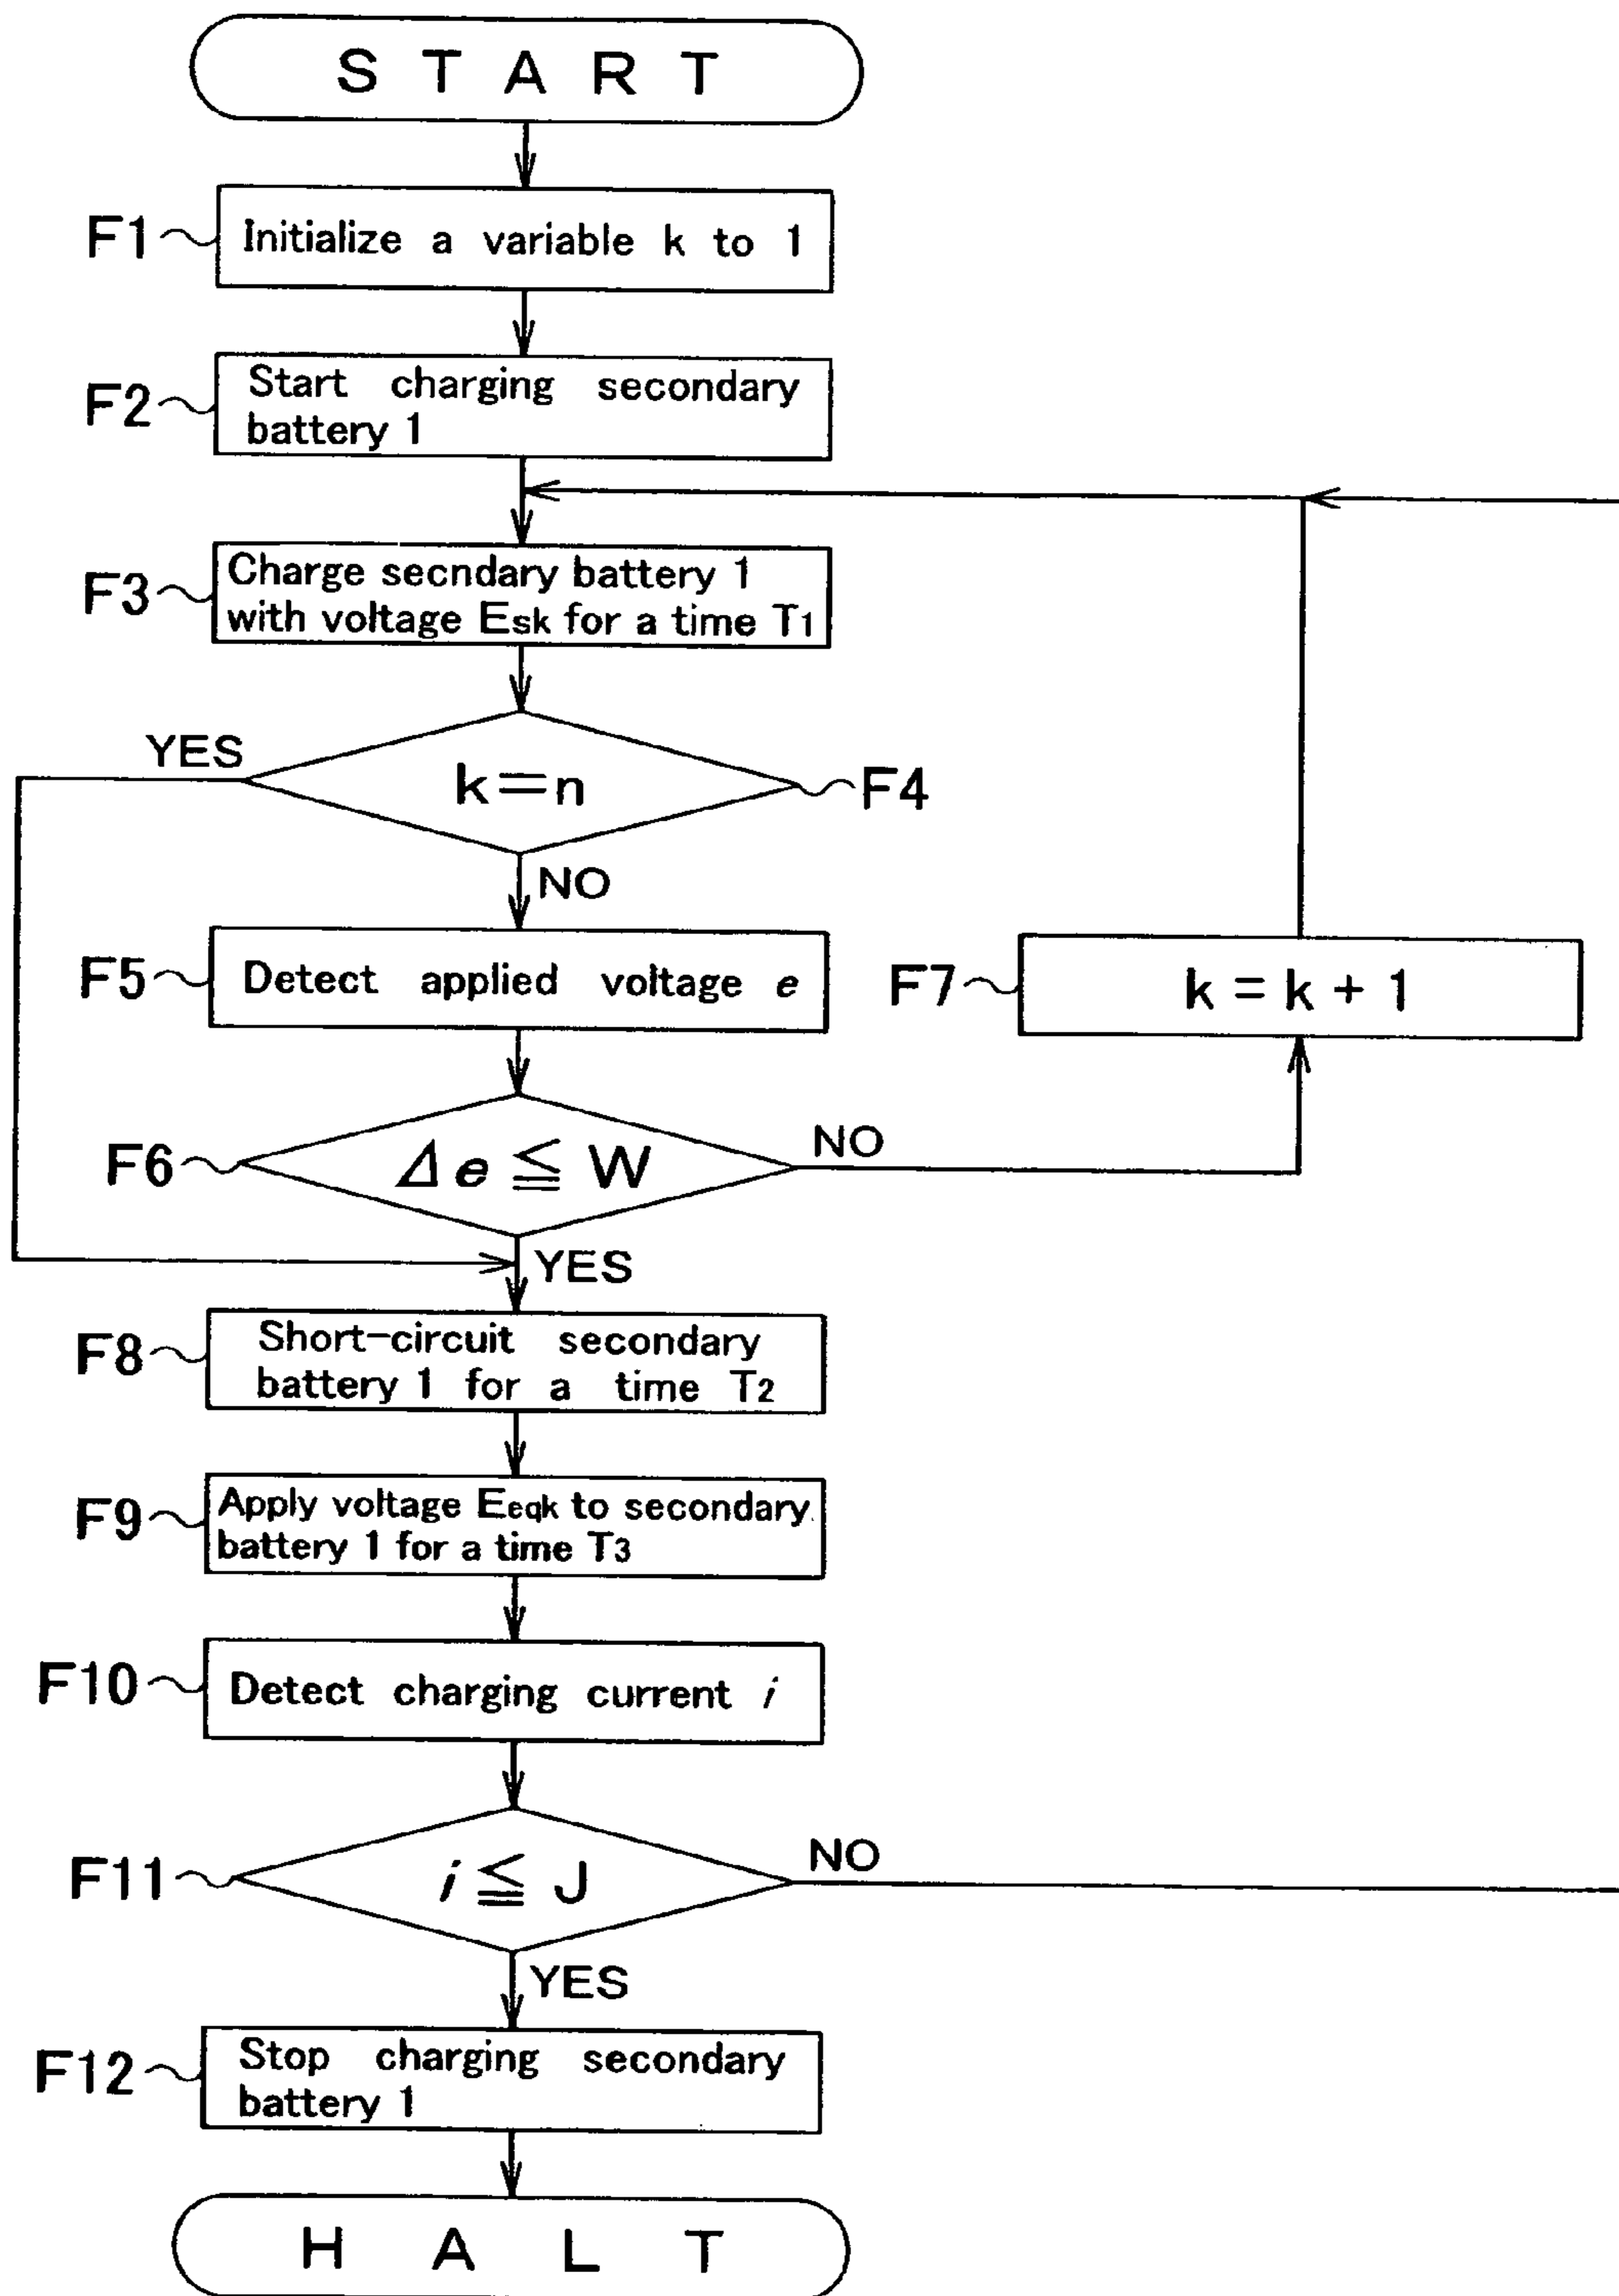 START
F1
Initialize a variable k to 1
F2
Start charging secondary
battery 1
F3
Charge secndary battery 1
with voltage Esk for a time T1
YES
k=n
F4
NO
F5
Detect applied voltage e
F7
k = k + 1
F6
Δe ≦ W
NO
YES
F8
Short-circuit secondary
battery 1 for a time T2
F9
Apply voltage Eeqk to secondary
battery 1 for a time T3
F10
Detect charging current i
F11
i ≦ J
NO
YES
F12
Stop charging secondary
battery 1
HALT